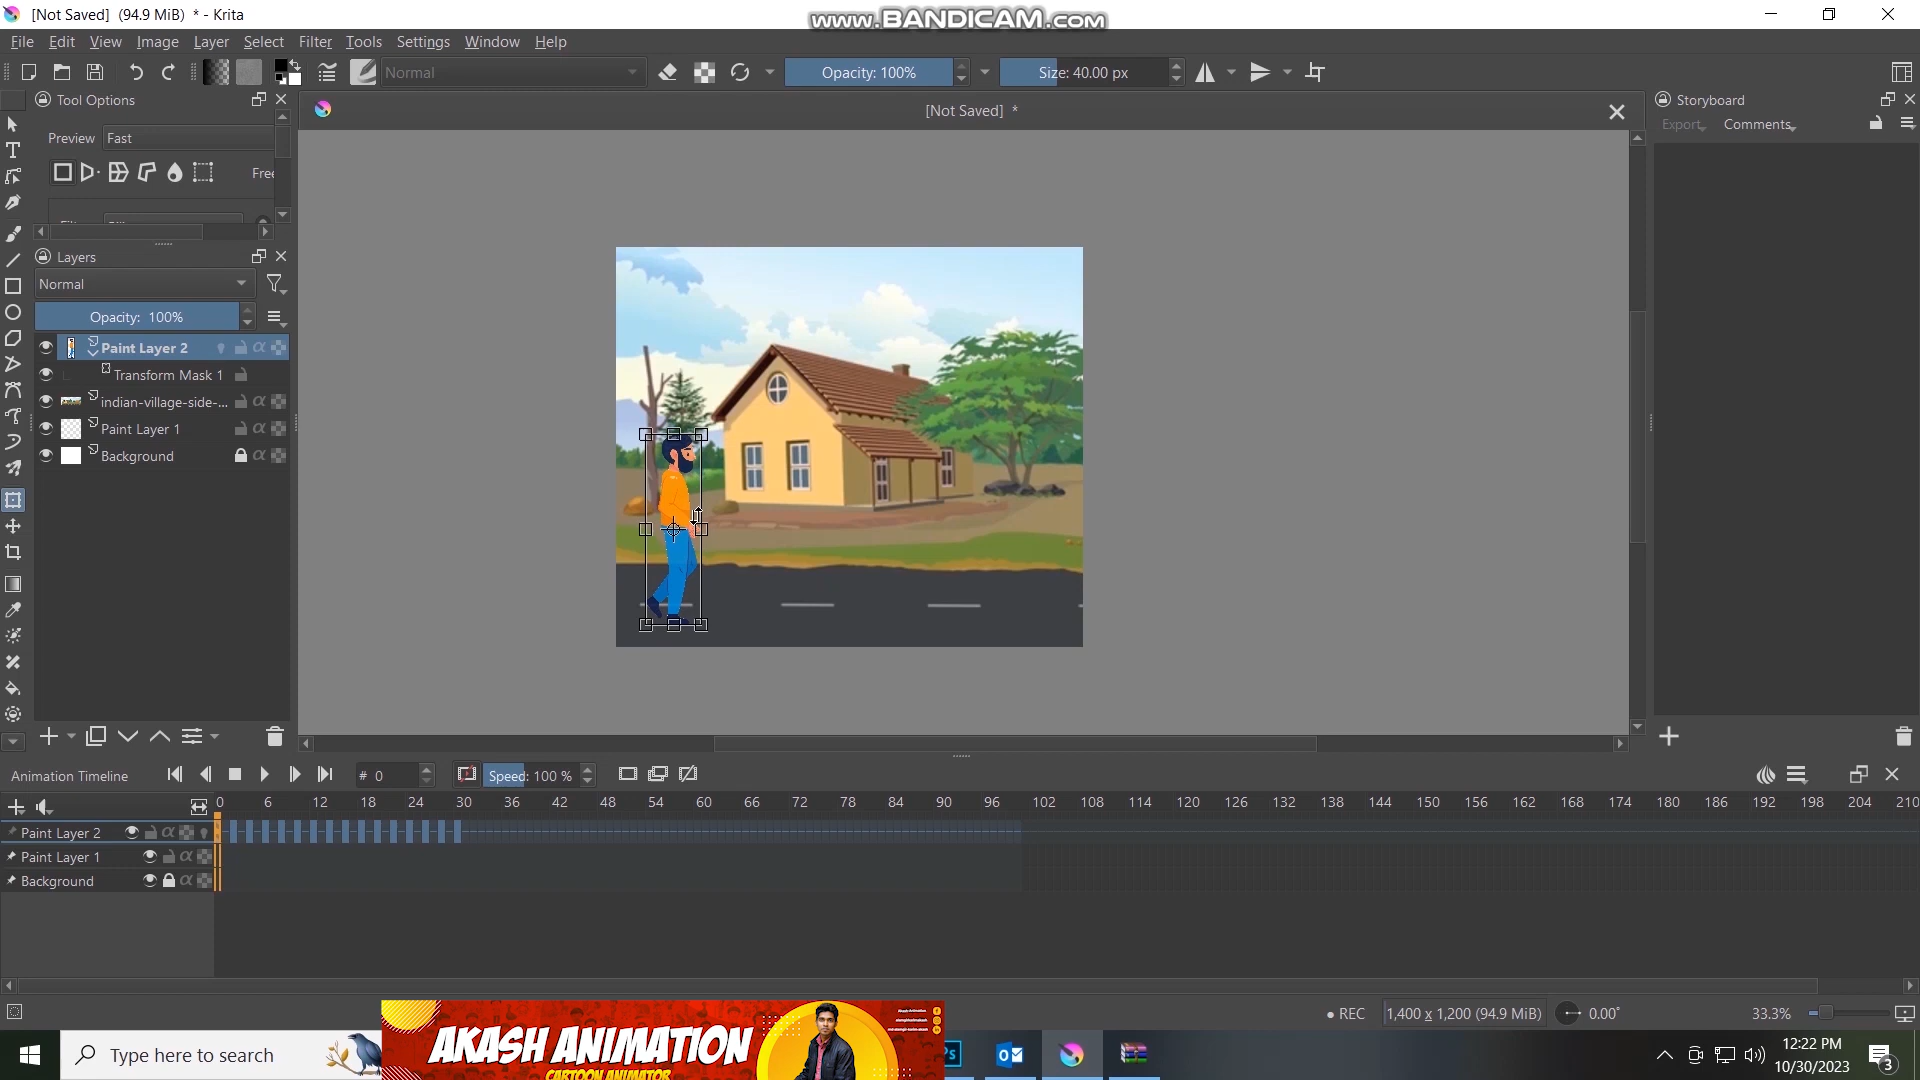 [Not Saved]  (94.9 MiB)  * - Krita
www.BANDICAM.com
File Edit View Image Layer Select Filter Tools Settings Window Help
Normal
Opacity: 100%
Size: 40.00 px
Tool Options
[Not Saved]  *
Storyboard
Export
Comments
Preview Fast
Free
Layers
Normal
Opacity:  100%
Paint Layer 2
Transform Mask 1
indian-village-side-...
Paint Layer 1
Background
Animation Timeline
# 0
Speed: 100 %
0 6 12 18 24 30 36 42 48 54 60 66 72 78 84 90 96 102 108 114 120 126 132 138 144 150 156 162 168 174 180 186 192 198 204 210
Paint Layer 2
Paint Layer 1
Background
● REC
1,400 x 1,200 (94.9 MiB)
0.00°
33.3%
Type here to search
AKASH ANIMATION
CARTOON ANIMATOR
Ps
12:22 PM
10/30/2023
3